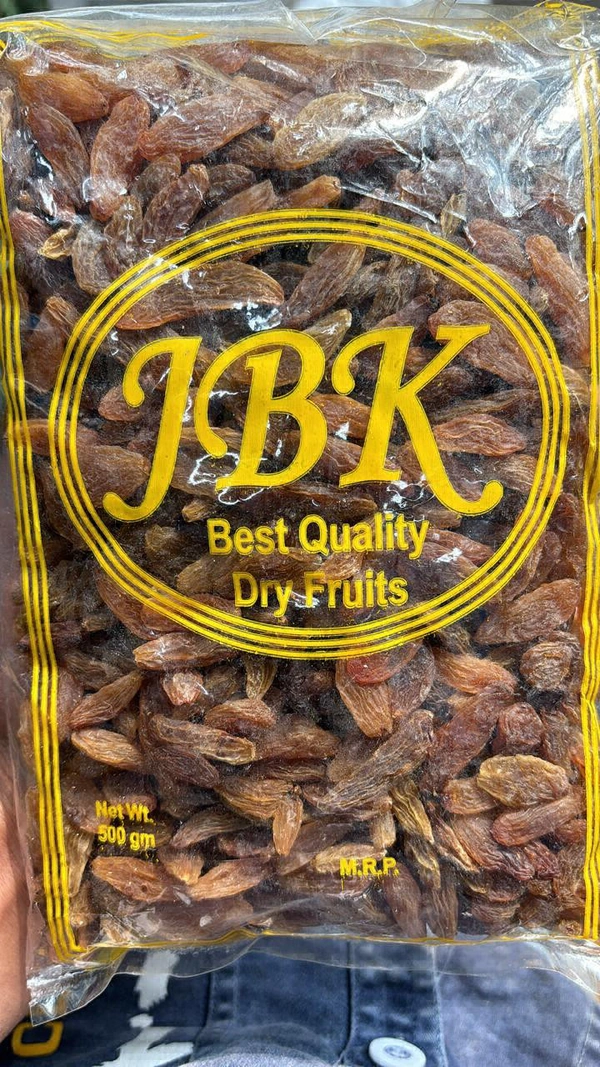 JBK
Best Quality
Dry Fruits
Net Wt.
500 gm
M.R.P.